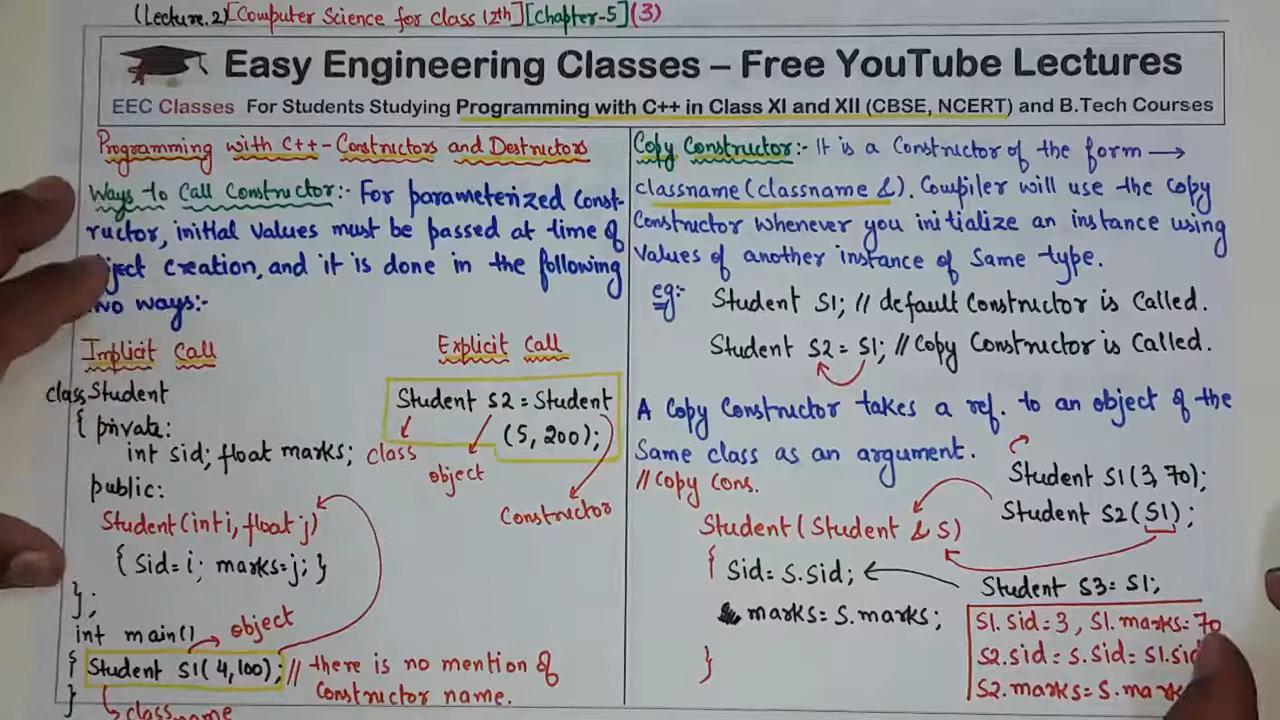 (Lecture.2) [Computer Science for Class 12th] [Chapter-5] (3)
Easy Engineering Classes – Free YouTube Lectures
EEC Classes For Students Studying Programming with C++ in Class XI and XII (CBSE, NCERT) and B.Tech Courses
Programming with C++ - Constructors and Destructors
Ways to Call Constructor:- For parameterized Const-
ructor, initial values must be passed at time of
ject Creation, and it is done in the following
wo ways:-
Implicit Call
class Student
{ private:
int sid; float marks;
public:
Student(int i, float j)
{ Sid=i; marks=j; }
};
int main()
object
{ Student S1(4,100); // there is no mention of
Constructor name.
}
class name
Explicit Call
Student S2 = Student
(5, 200);
class
object
Constructor
Copy Constructor:- It is a Constructor of the form →
classname(classname &). Compiler will use the copy
Constructor whenever you initialize an instance using
Values of another instance of Same type.
eg:- Student S1; // default Constructor is Called.
Student S2 = S1; // Copy Constructor is Called.
A Copy Constructor takes a ref. to an object of the
Same class as an argument.
// Copy Cons.
Student S1(3,70);
Student S2(S1);
Student(Student & S)
{ Sid = S.Sid;
Student S3 = S1;
marks = S.marks;
}
S1.sid=3, S1.marks=70
S2.sid=S.sid=S1.sid
S2.marks=S.mark